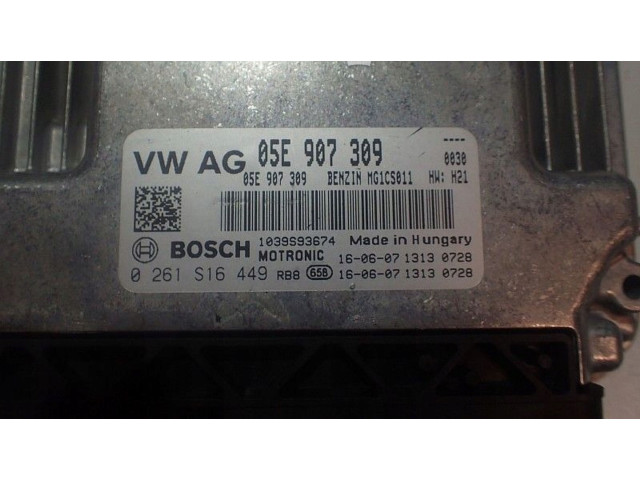 VW AG 05E 907 309 ----
0030
05E 907 309 BENZIN MG1CS011 HW: H21
BOSCH 1039S93674 Made in Hungary
MOTRONIC 16-06-07 1313 0728
0 261 S16 449 RB8 656 16-06-07 1313 0728